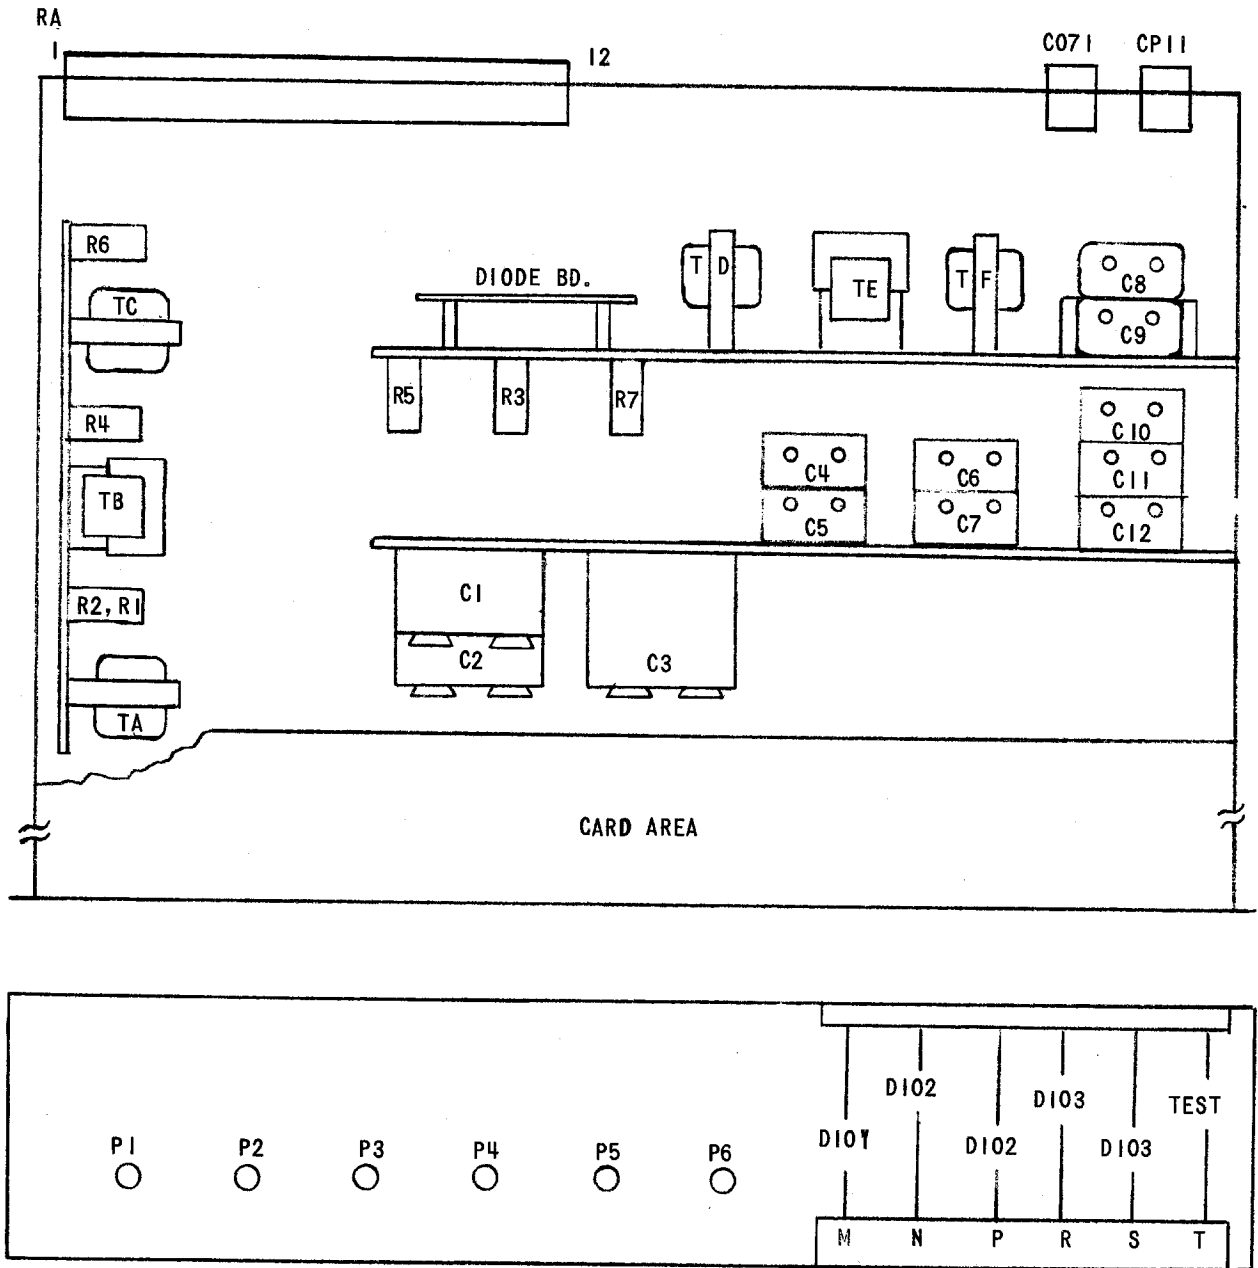 RA
1 12 C071 CP11
R6
TC
DIODE BD.
T D
TE
T F
C8
C9
R5 R3 R7
R4
TB
C10
C4 C6 C11
C5 C7 C12
R2, R1
C1
C2 C3
TA
CARD AREA
D102 D103 TEST
D10Y D102 D103
P1 P2 P3 P4 P5 P6
M N P R S T